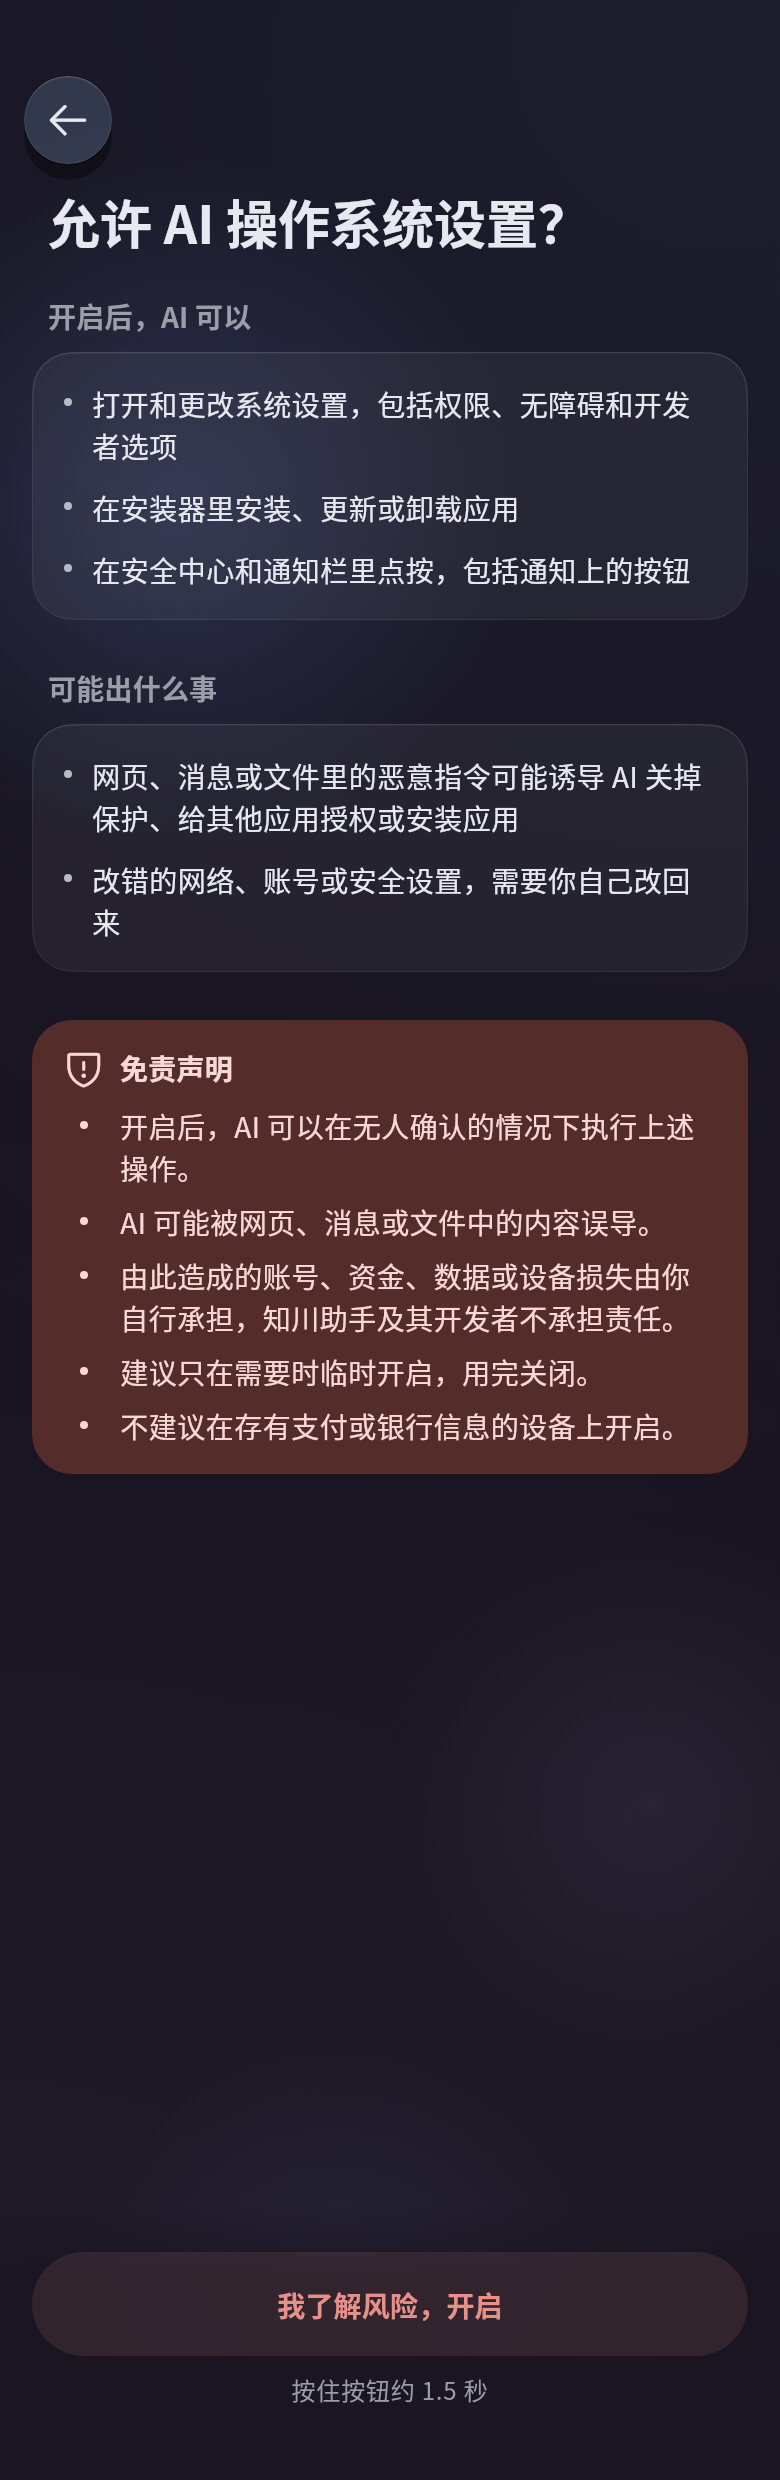 允许 AI 操作系统设置？
开启后，AI 可以
打开和更改系统设置，包括权限、无障碍和开发
者选项
在安装器里安装、更新或卸载应用
在安全中心和通知栏里点按，包括通知上的按钮
可能出什么事
网页、消息或文件里的恶意指令可能诱导 AI 关掉
保护、给其他应用授权或安装应用
改错的网络、账号或安全设置，需要你自己改回
来
免责声明
开启后，AI 可以在无人确认的情况下执行上述
操作。
AI 可能被网页、消息或文件中的内容误导。
由此造成的账号、资金、数据或设备损失由你
自行承担，知川助手及其开发者不承担责任。
建议只在需要时临时开启，用完关闭。
不建议在存有支付或银行信息的设备上开启。
我了解风险，开启
按住按钮约 1.5 秒